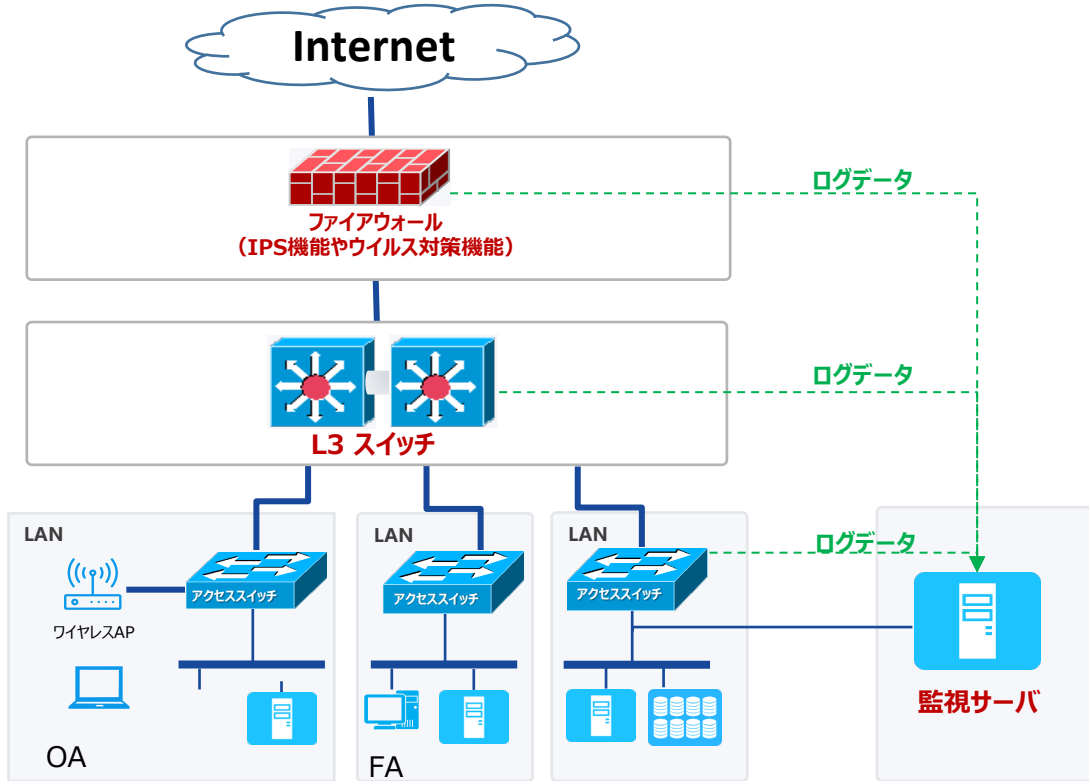 Internet
ログデータ
ファイアウォール
（IPS機能やウイルス対策機能）
ログデータ
L3 スイッチ
LAN
LAN
LAN
ログデータ
アクセススイッチ
アクセススイッチ
アクセススイッチ
ワイヤレスAP
監視サーバ
OA
FA